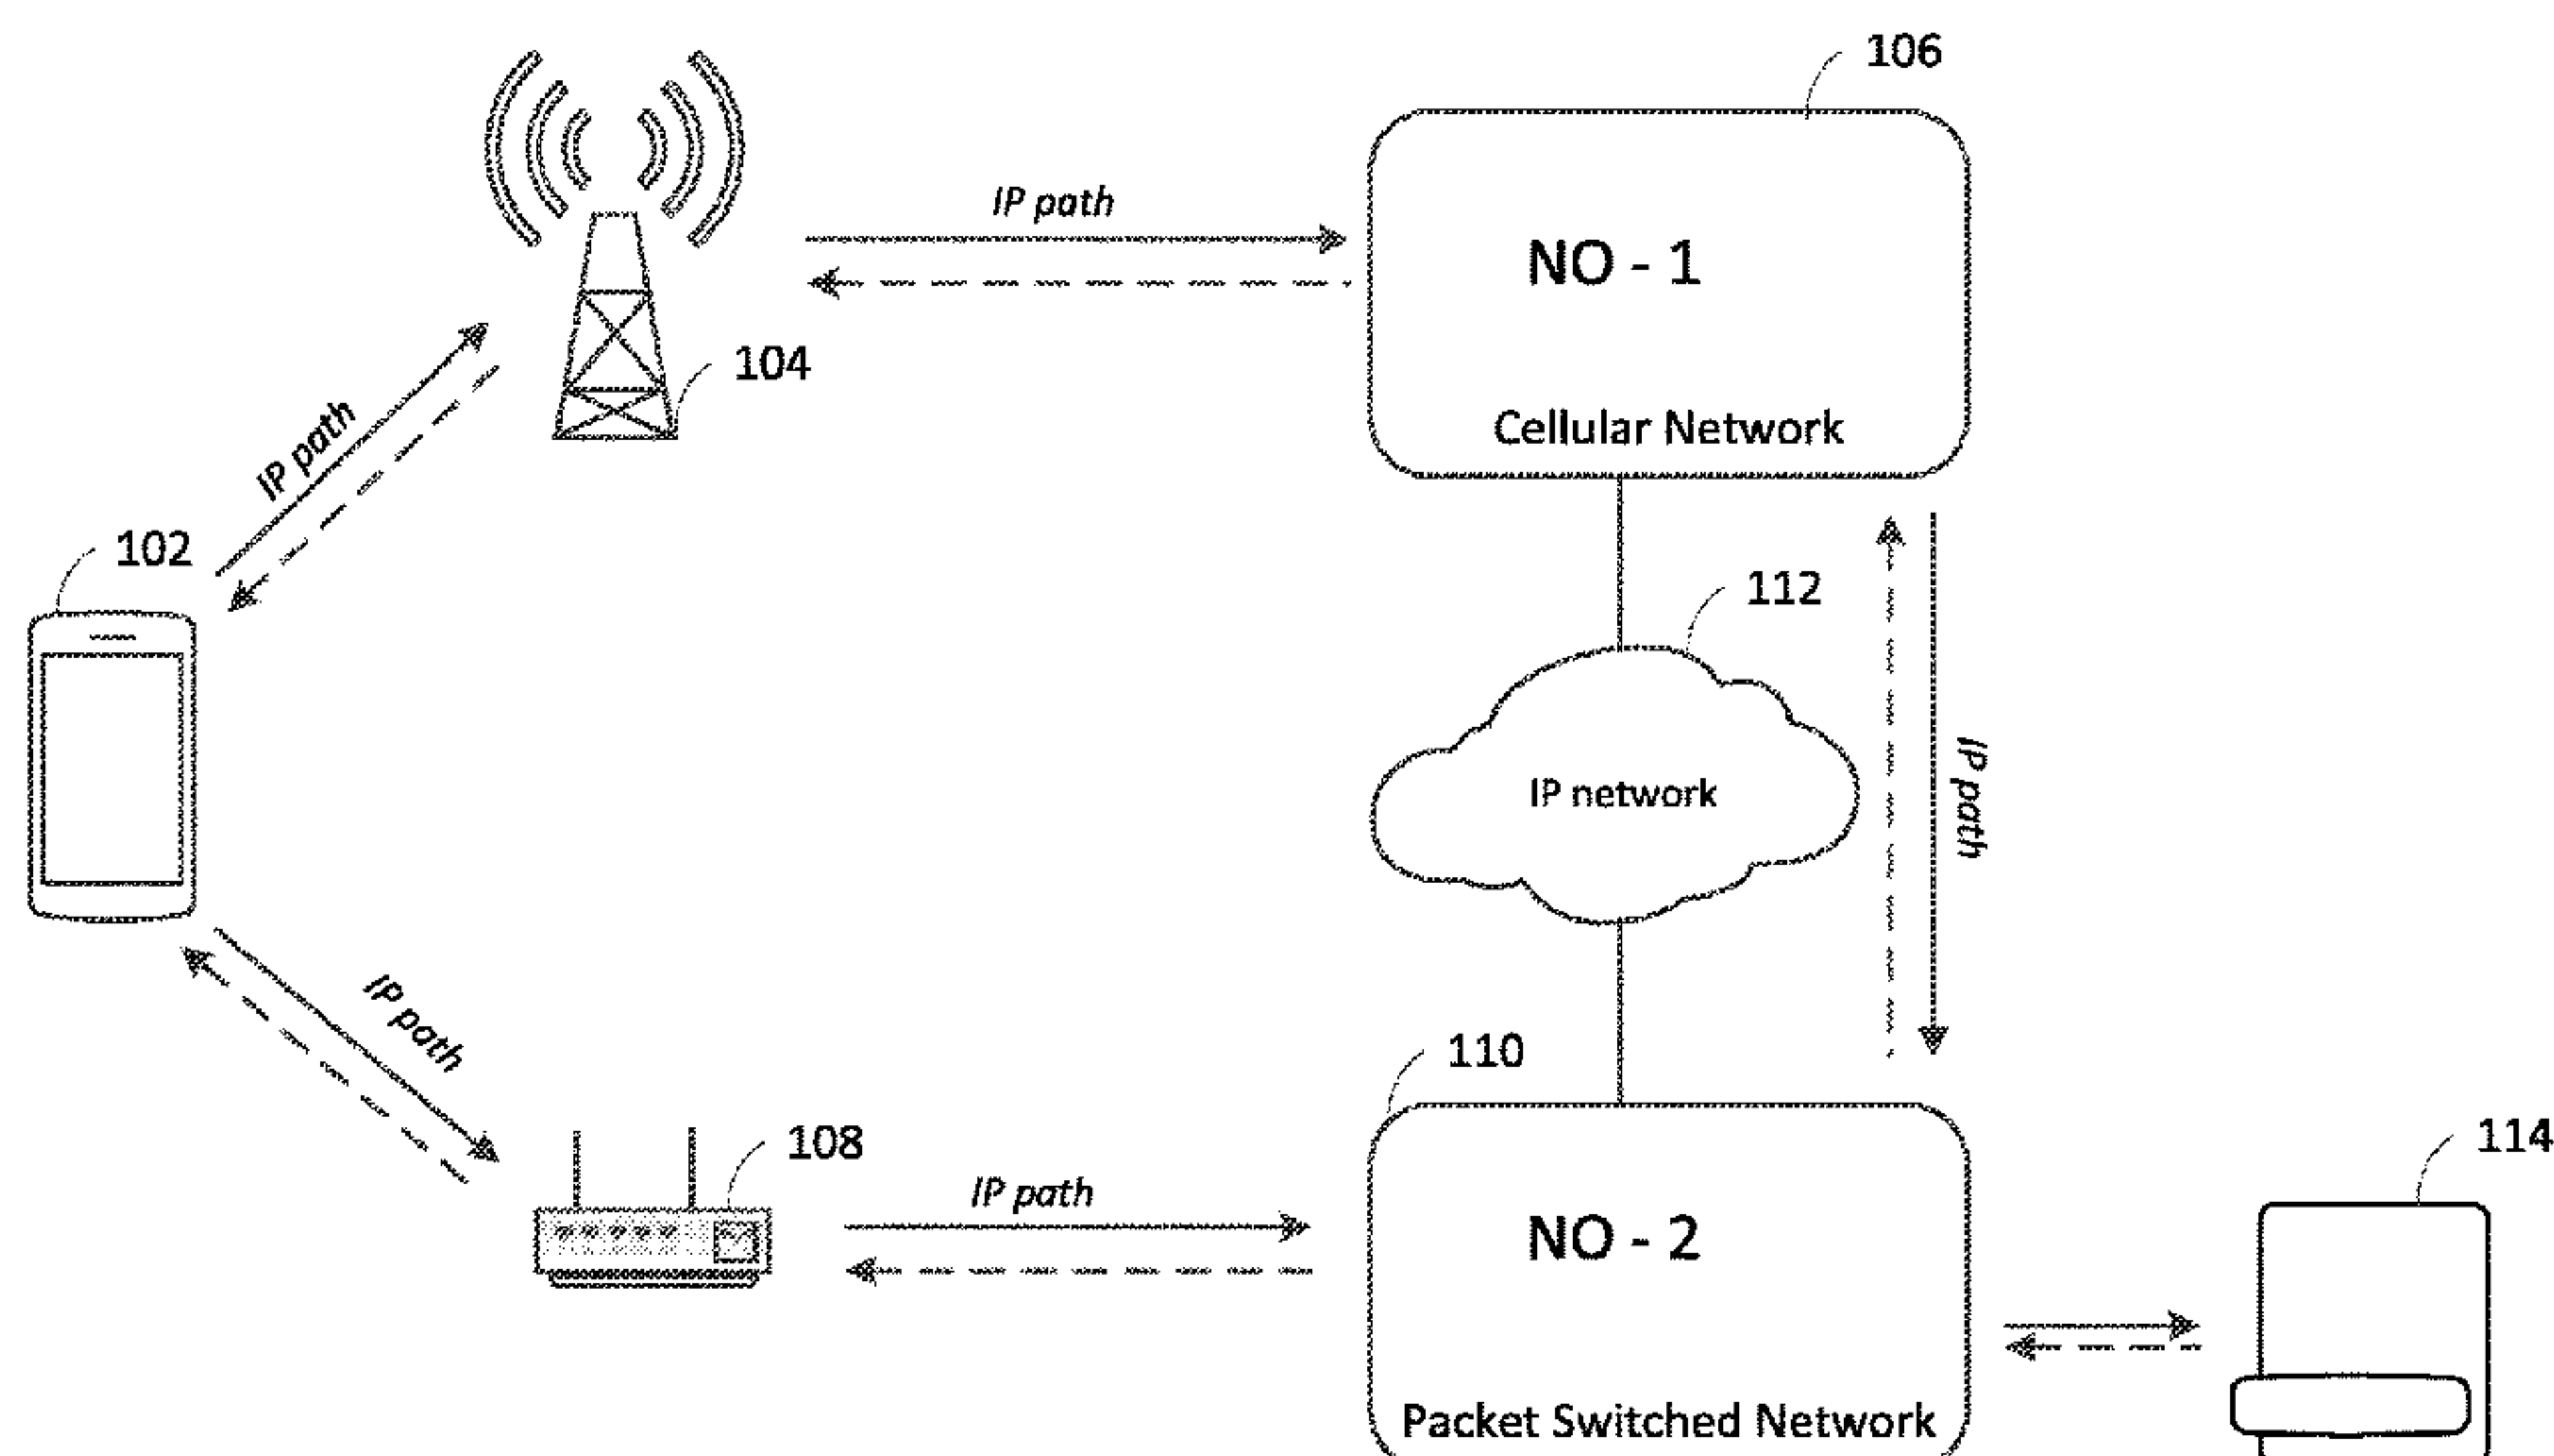 106
IP path
NO - 1
104
IP path
Cellular Network
102
112
IP network
IP path
IP path
110
108
114
IP path
NO - 2
Packet Switched Network